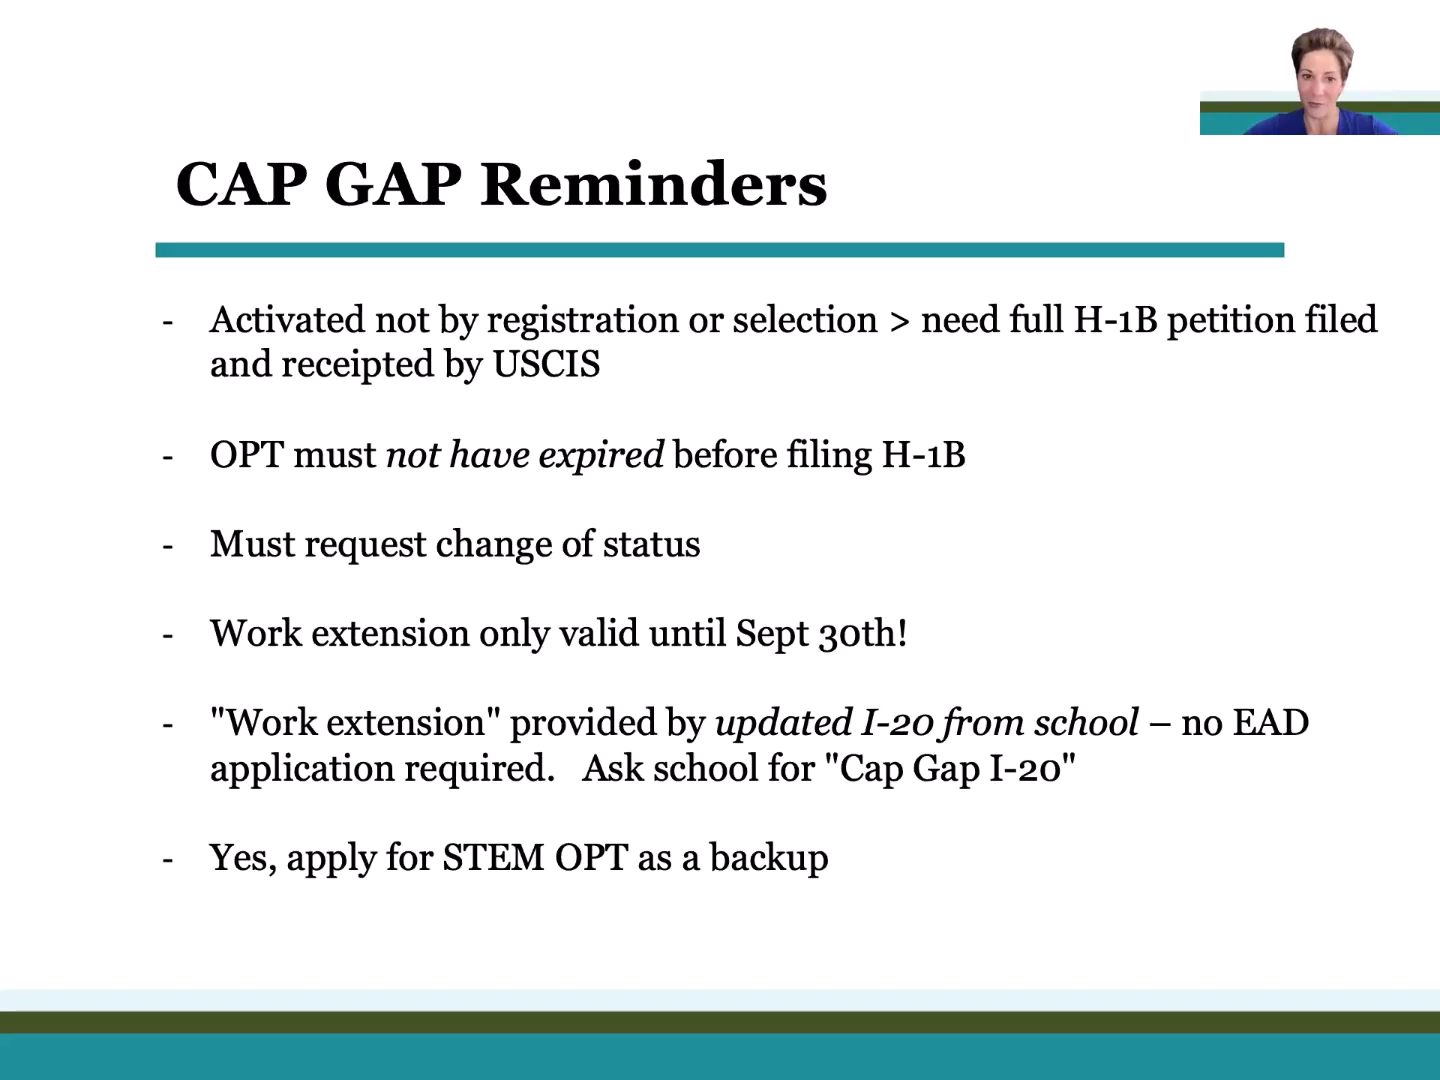 CAP GAP Reminders
- Activated not by registration or selection > need full H-1B petition filed
and receipted by USCIS
- OPT must not have expired before filing H-1B
- Must request change of status
- Work extension only valid until Sept 30th!
- "Work extension" provided by updated I-20 from school – no EAD
application required.   Ask school for "Cap Gap I-20"
- Yes, apply for STEM OPT as a backup